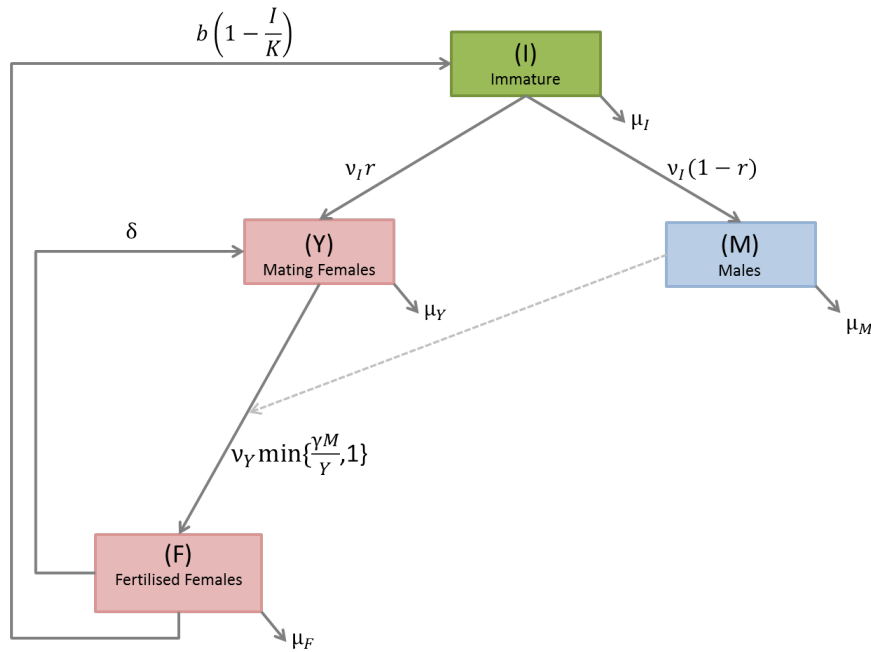 b(1 − I/K)
(I)
Immature
μ_I
ν_I r
ν_I(1 − r)
δ
(Y)
Mating Females
(M)
Males
μ_Y
μ_M
ν_Y min{γM/Y,1}
(F)
Fertilised Females
μ_F